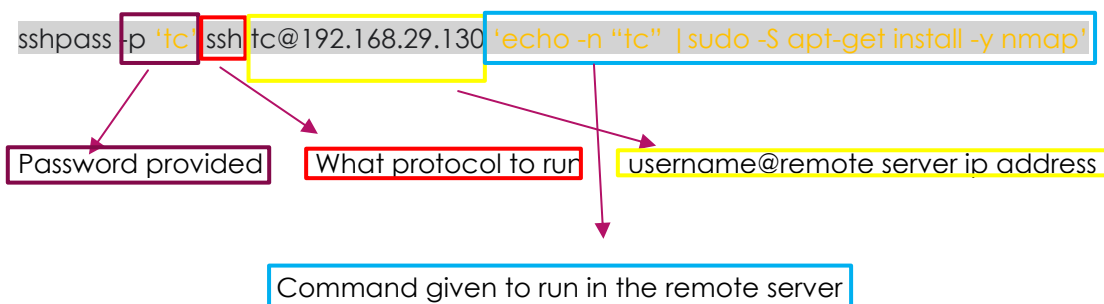 sshpass -p ‘tc’ ssh tc@192.168.29.130 ‘echo -n “tc” |sudo -S apt-get install -y nmap’
Password provided What protocol to run username@remote server ip address
Command given to run in the remote server